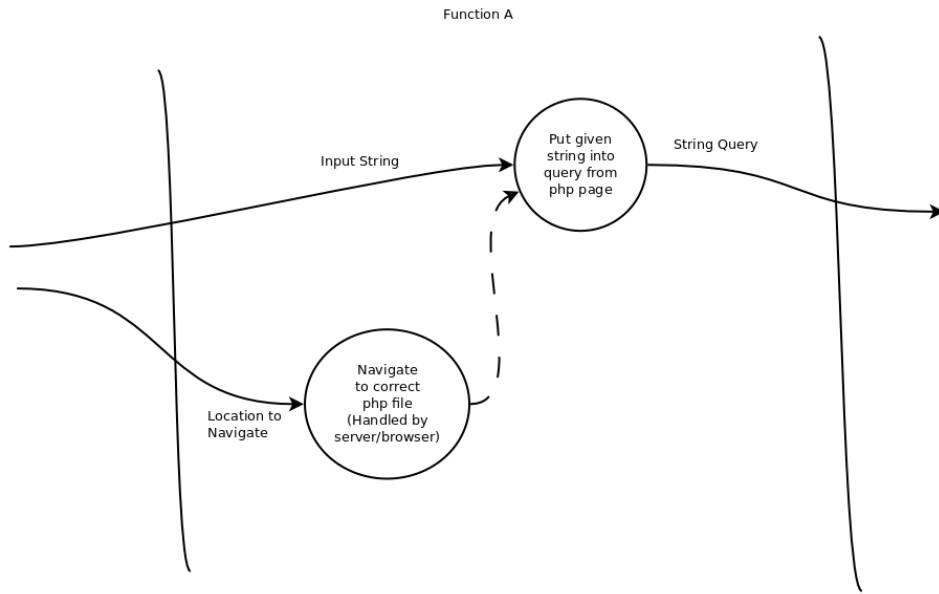 Function A
Input String
Put given
string into
query from
php page
String Query
Location to
Navigate
Navigate
to correct
php file
(Handled by
server/browser)